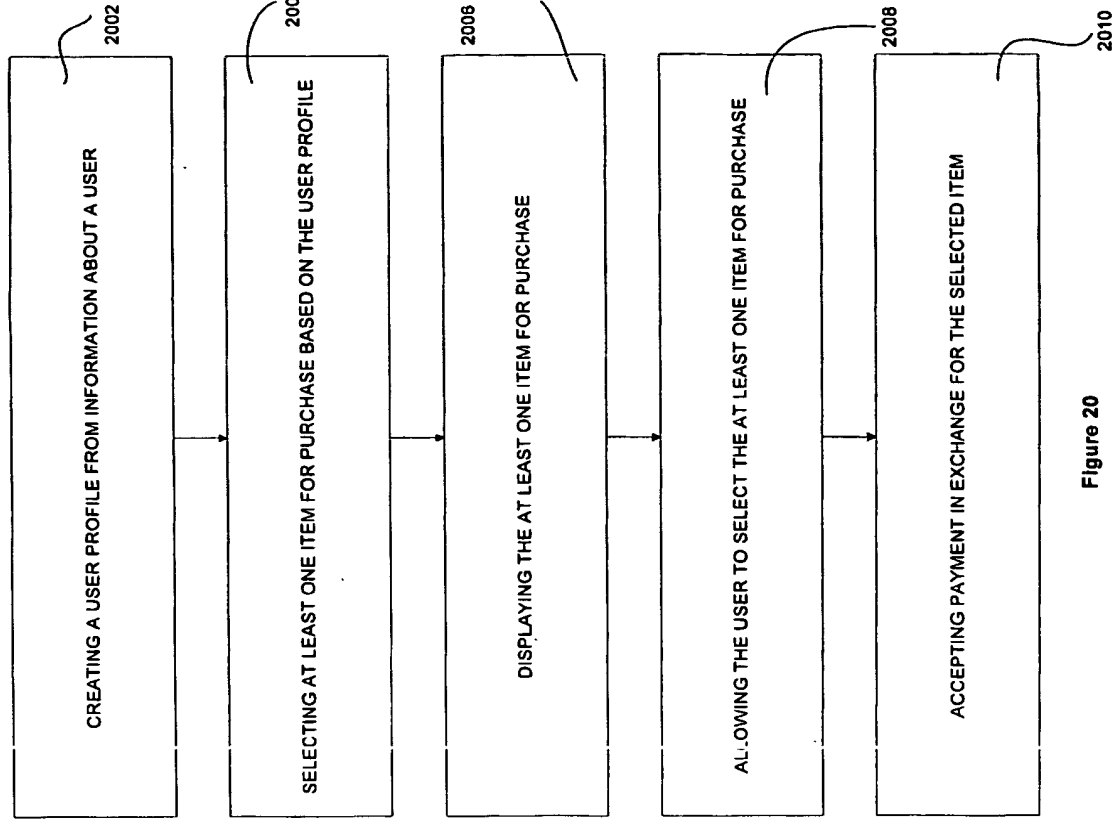 CREATING A USER PROFILE FROM INFORMATION ABOUT A USER
2002
SELECTING AT LEAST ONE ITEM FOR PURCHASE BASED ON THE USER PROFILE
DISPLAYING THE AT LEAST ONE ITEM FOR PURCHASE
2006
ALLOWING THE USER TO SELECT THE AT LEAST ONE ITEM FOR PURCHASE
2008
ACCEPTING PAYMENT IN EXCHANGE FOR THE SELECTED ITEM
2010
Figure 20